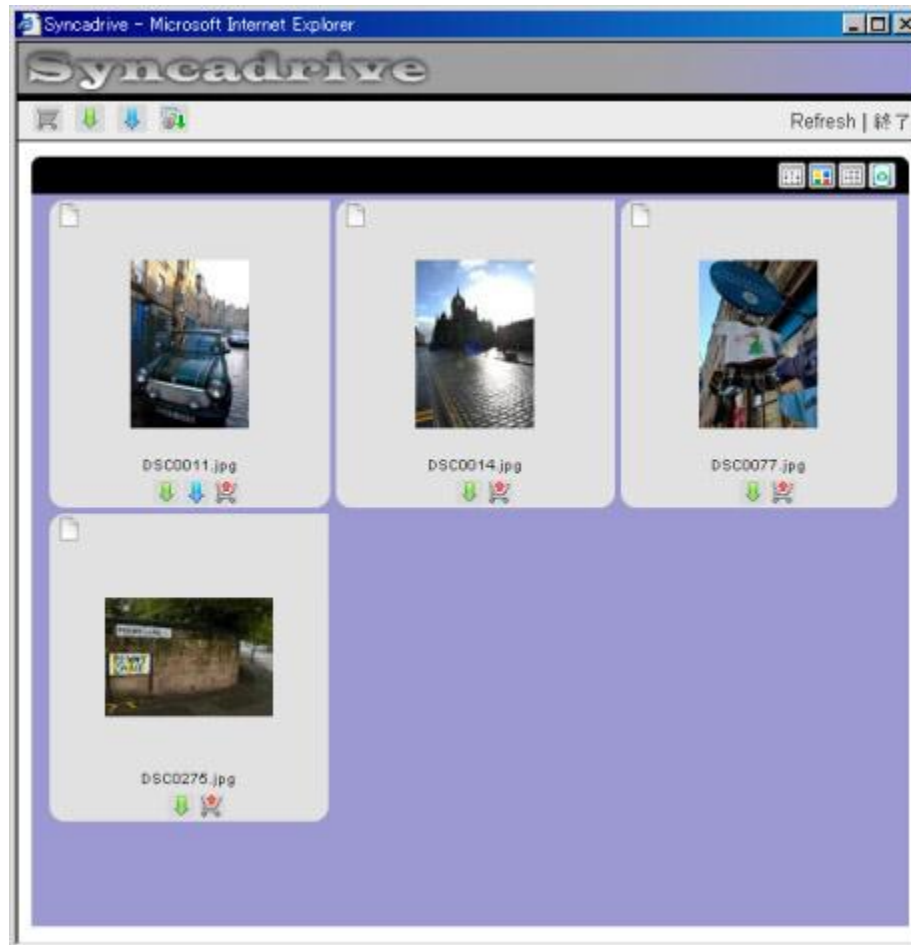 Syncadrive - Microsoft Internet Explorer
Syncadrive
Refresh | 終了
DSC0011.jpg
DSC0014.jpg
DSC0077.jpg
DSC0275.jpg